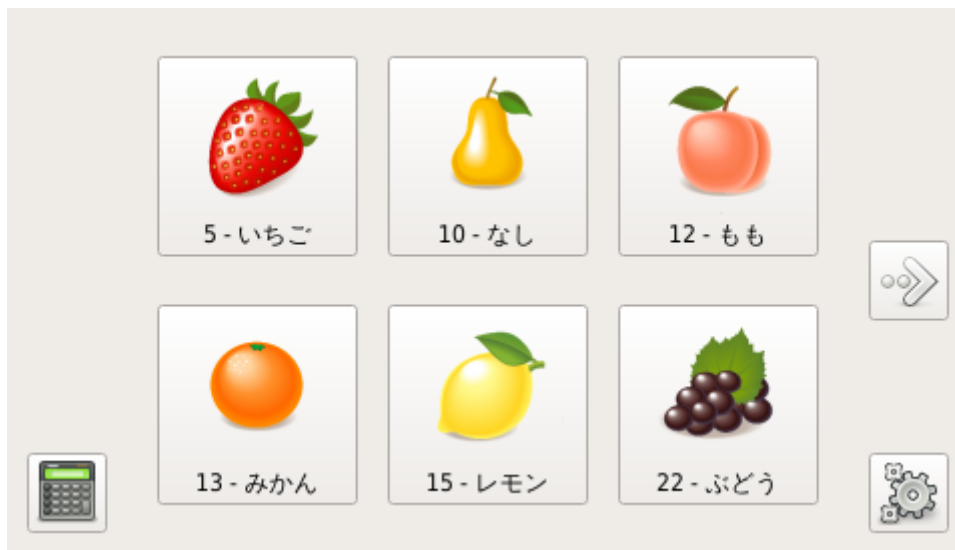 5 - いちご
10 - なし
12 - もも
13 - みかん
15 - レモン
22 - ぶどう